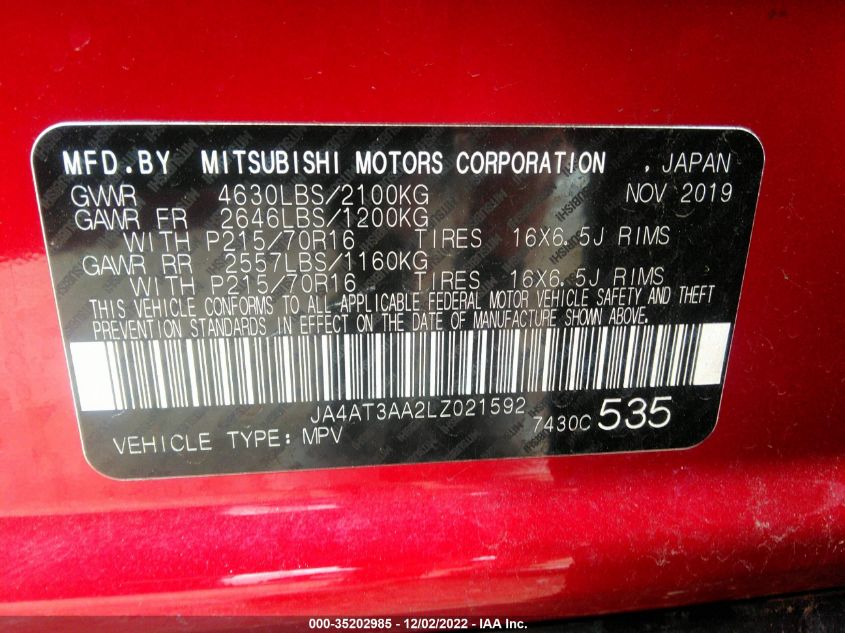 MFD.BY MITSUBISHI MOTORS CORPORATION , JAPAN
GVWR 4630LBS/2100KG NOV 2019
GAWR FR 2646LBS/1200KG
WITH P215/70R16 TIRES 16X6.5J RIMS
GAWR RR 2557LBS/1160KG
WITH P215/70R16 TIRES 16X6.5J RIMS
THIS VEHICLE CONFORMS TO ALL APPLICABLE FEDERAL MOTOR VEHICLE SAFETY AND THEFT
PREVENTION STANDARDS IN EFFECT ON THE DATE OF MANUFACTURE SHOWN ABOVE.
JA4AT3AA2LZ021592
VEHICLE TYPE: MPV 7430C 535
000-35202985 - 12/02/2022 - IAA Inc.